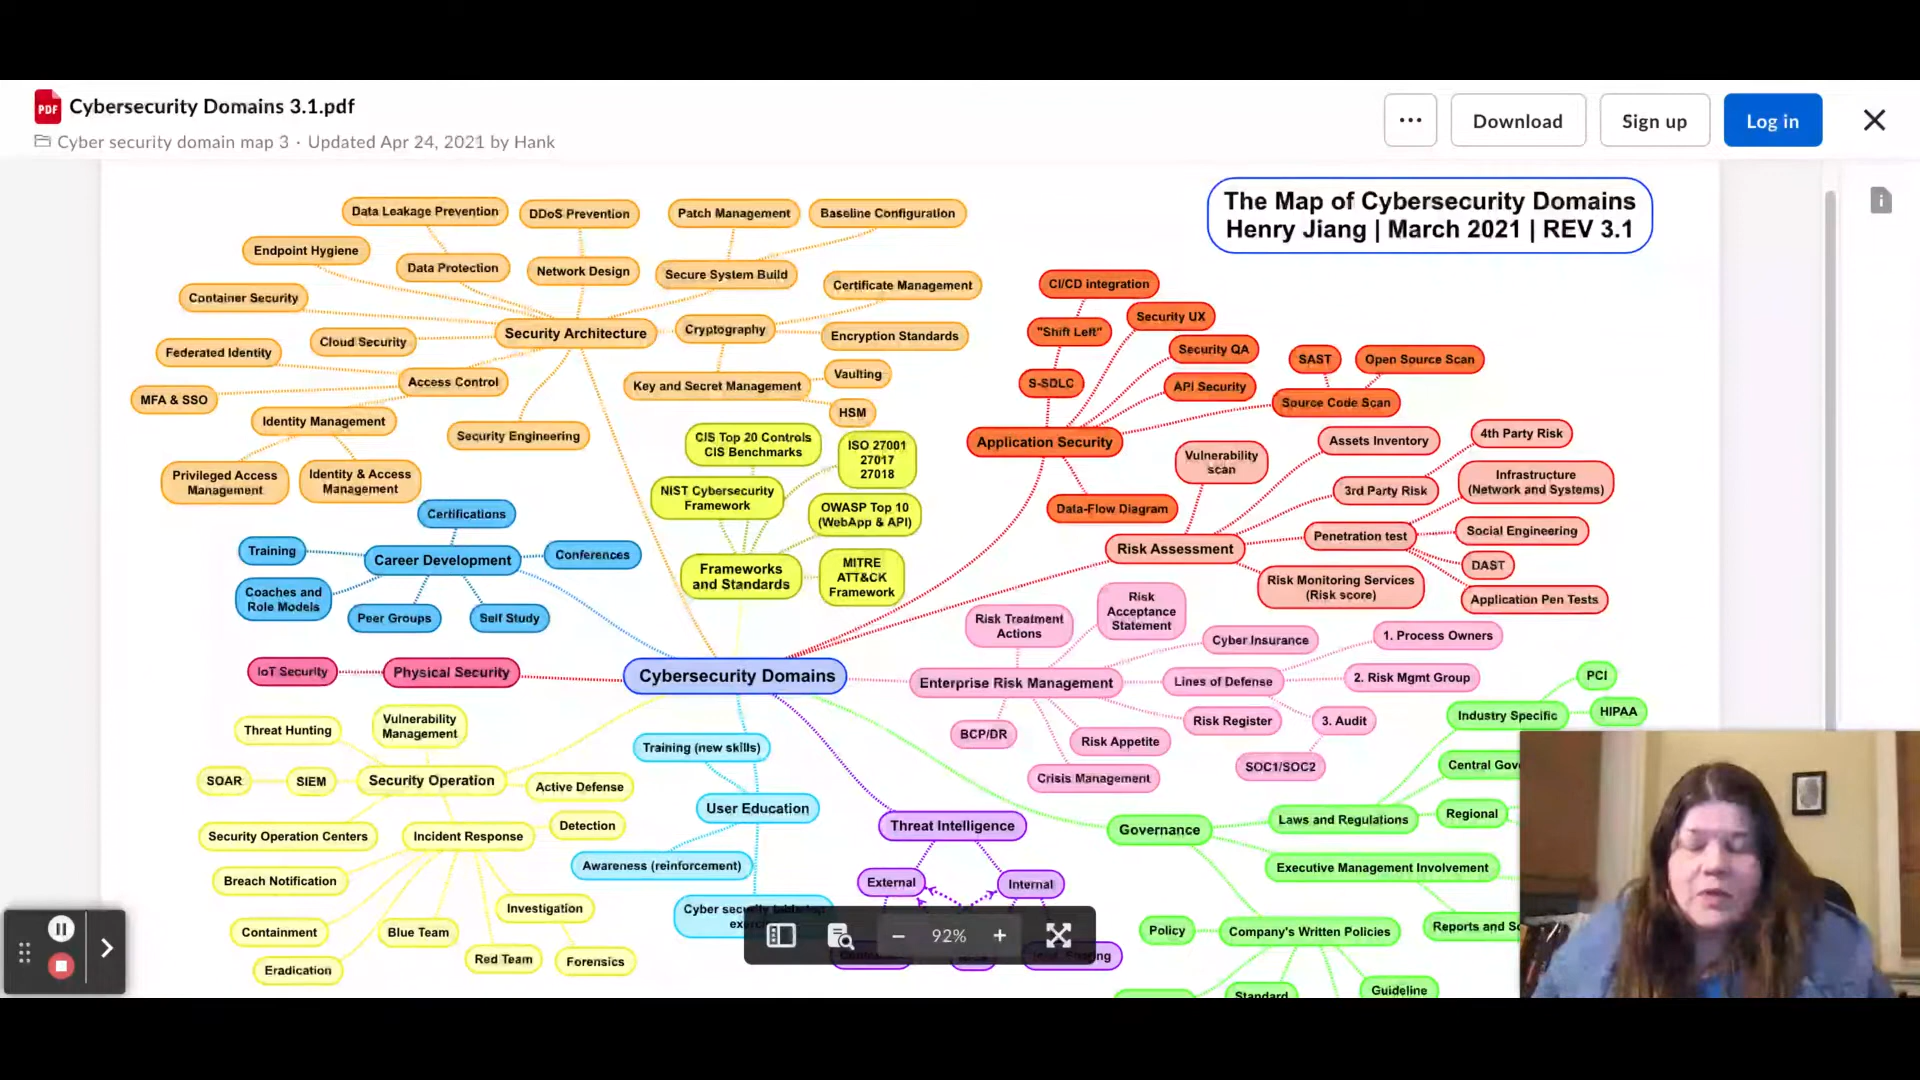 PDF
Cybersecurity Domains 3.1.pdf
Cyber security domain map 3 · Updated Apr 24, 2021 by Hank
...
Download
Sign up
Log in
The Map of Cybersecurity Domains
Henry Jiang | March 2021 | REV 3.1
Data Leakage Prevention
DDoS Prevention
Patch Management
Baseline Configuration
Endpoint Hygiene
Data Protection
Network Design
Secure System Build
Container Security
Certificate Management
Security Architecture
Cryptography
Encryption Standards
Cloud Security
Federated Identity
Access Control
Key and Secret Management
Vaulting
MFA & SSO
HSM
Identity Management
Security Engineering
Privileged Access
Management
Identity & Access
Management
CI/CD integration
"Shift Left"
Security UX
Security QA
S-SDLC
API Security
SAST
Open Source Scan
Source Code Scan
Application Security
Data-Flow Diagram
CIS Top 20 Controls
CIS Benchmarks
ISO 27001
27017
27018
NIST Cybersecurity
Framework
OWASP Top 10
(WebApp & API)
Frameworks
and Standards
MITRE
ATT&CK
Framework
Vulnerability
scan
Assets Inventory
4th Party Risk
3rd Party Risk
Infrastructure
(Network and Systems)
Risk Assessment
Penetration test
Social Engineering
DAST
Risk Monitoring Services
(Risk score)
Application Pen Tests
Certifications
Training
Career Development
Conferences
Coaches and
Role Models
Peer Groups
Self Study
IoT Security
Physical Security
Cybersecurity Domains
Risk Treatment
Actions
Risk
Acceptance
Statement
Cyber Insurance
1. Process Owners
Enterprise Risk Management
Lines of Defense
2. Risk Mgmt Group
BCP/DR
Risk Appetite
Risk Register
3. Audit
Crisis Management
SOC1/SOC2
PCI
Industry Specific
HIPAA
Central Gov
Laws and Regulations
Regional
Governance
Executive Management Involvement
Reports and Sc
Policy
Company's Written Policies
Standard
Guideline
Threat Hunting
Vulnerability
Management
SOAR
SIEM
Security Operation
Active Defense
Security Operation Centers
Incident Response
Detection
Breach Notification
Investigation
Containment
Blue Team
Red Team
Forensics
Eradication
Training (new skills)
User Education
Awareness (reinforcement)
Cyber security
Threat Intelligence
External
Internal
92%